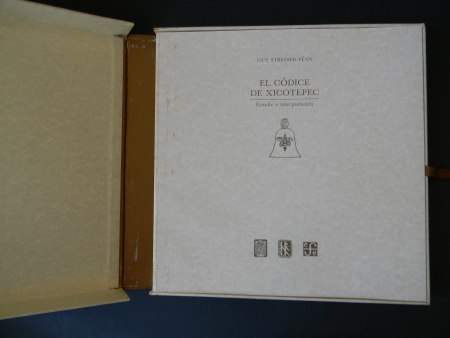 GUY STRESSER-PÉAN
EL CÓDICE
DE XICOTEPEC
Estudio e interpretación